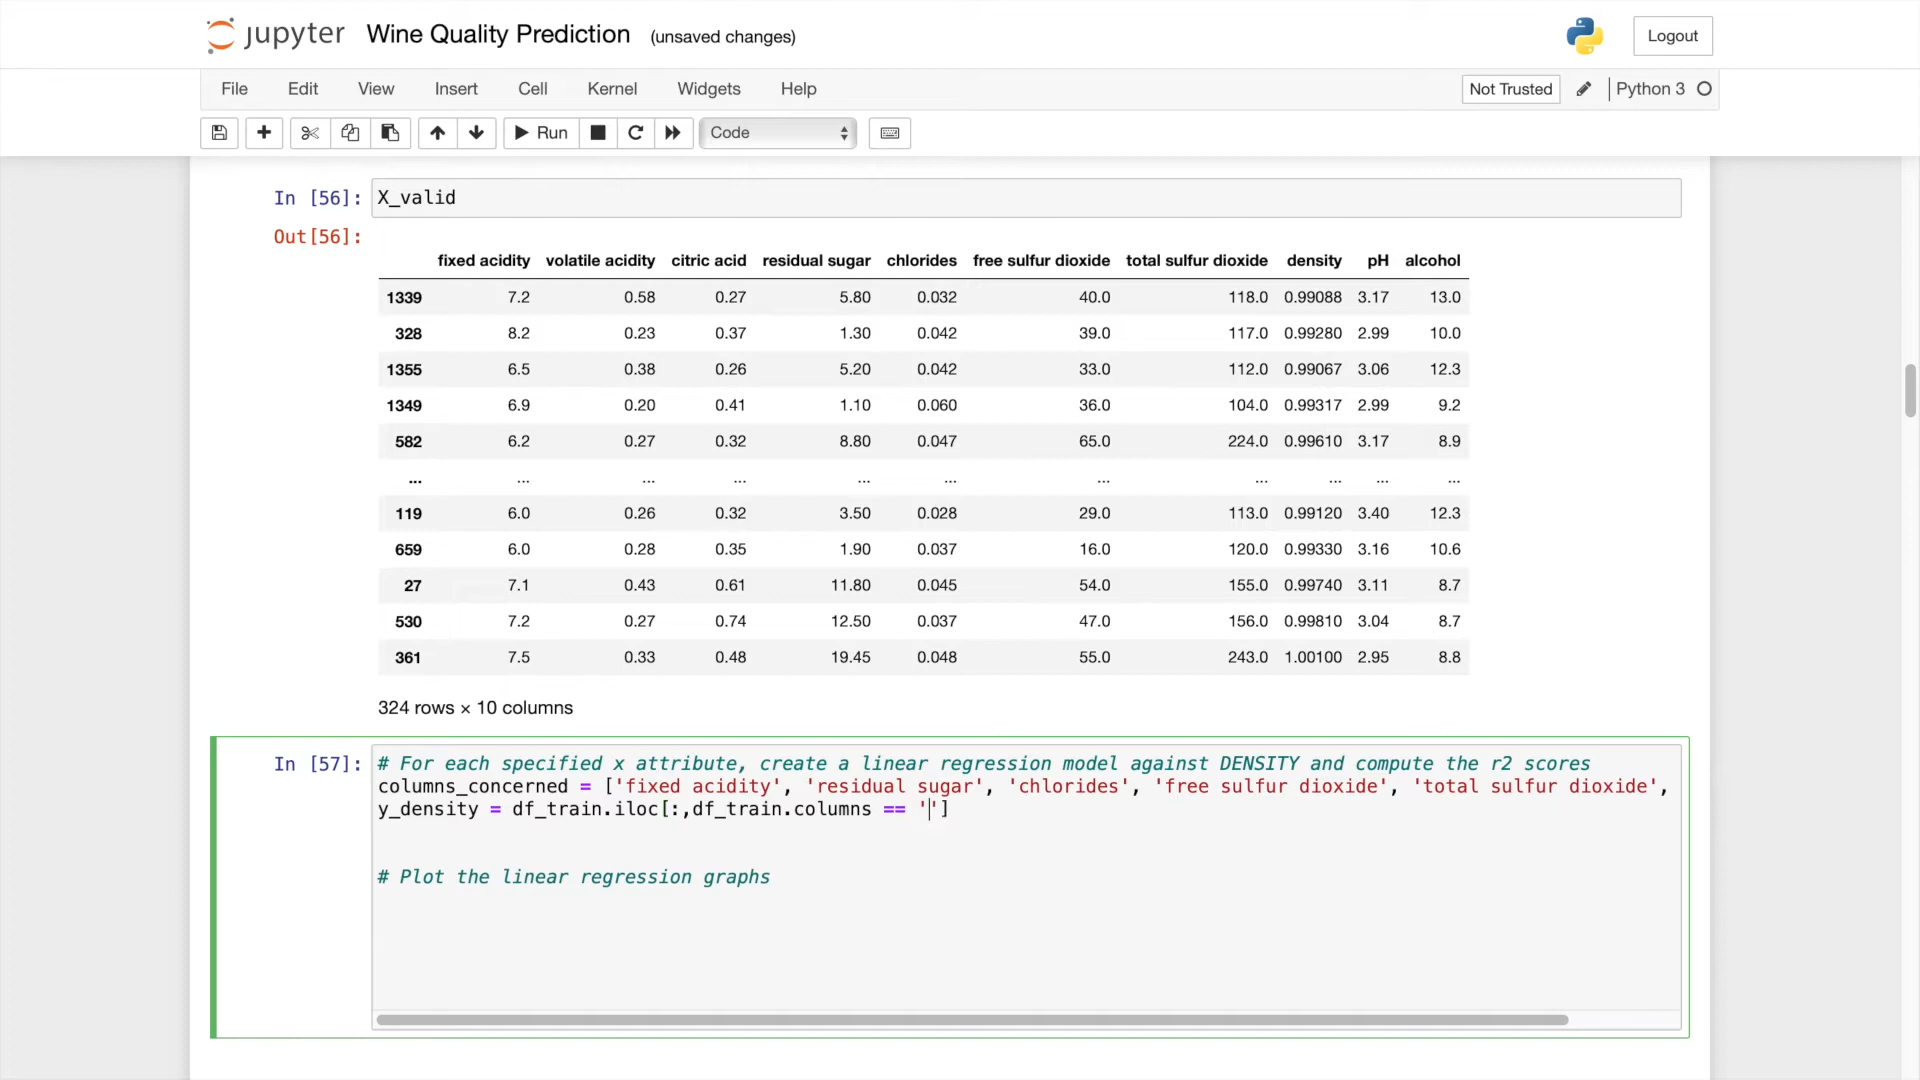 jupyter Wine Quality Prediction (unsaved changes) Logout
File Edit View Insert Cell Kernel Widgets Help Not Trusted Python 3
Run Code
In [56]: X_valid
Out[56]:
fixed acidity volatile acidity citric acid residual sugar chlorides free sulfur dioxide total sulfur dioxide density pH alcohol
1339 7.2 0.58 0.27 5.80 0.032 40.0 118.0 0.99088 3.17 13.0
328 8.2 0.23 0.37 1.30 0.042 39.0 117.0 0.99280 2.99 10.0
1355 6.5 0.38 0.26 5.20 0.042 33.0 112.0 0.99067 3.06 12.3
1349 6.9 0.20 0.41 1.10 0.060 36.0 104.0 0.99317 2.99 9.2
582 6.2 0.27 0.32 8.80 0.047 65.0 224.0 0.99610 3.17 8.9
... ... ... ... ... ... ... ... ... ... ...
119 6.0 0.26 0.32 3.50 0.028 29.0 113.0 0.99120 3.40 12.3
659 6.0 0.28 0.35 1.90 0.037 16.0 120.0 0.99330 3.16 10.6
27 7.1 0.43 0.61 11.80 0.045 54.0 155.0 0.99740 3.11 8.7
530 7.2 0.27 0.74 12.50 0.037 47.0 156.0 0.99810 3.04 8.7
361 7.5 0.33 0.48 19.45 0.048 55.0 243.0 1.00100 2.95 8.8
324 rows × 10 columns
In [57]: # For each specified x attribute, create a linear regression model against DENSITY and compute the r2 scores
columns_concerned = ['fixed acidity', 'residual sugar', 'chlorides', 'free sulfur dioxide', 'total sulfur dioxide',
y_density = df_train.iloc[:,df_train.columns == '']
# Plot the linear regression graphs